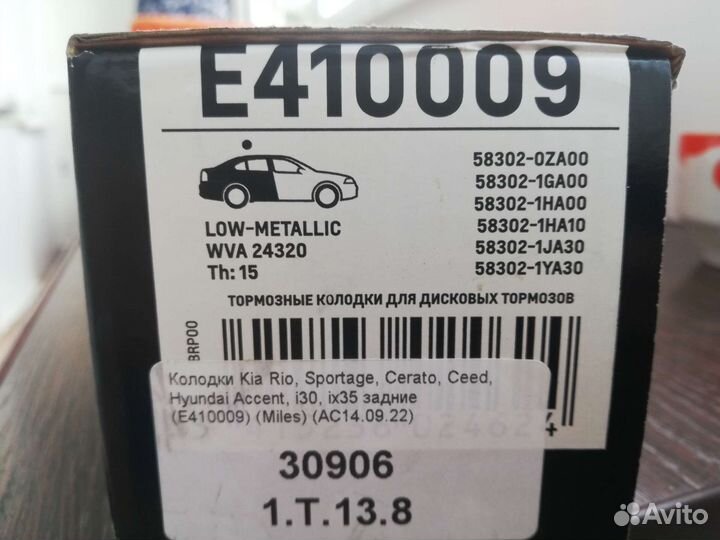 E410009
58302-0ZA00
58302-1GA00
58302-1HA00
58302-1HA10
58302-1JA30
58302-1YA30
LOW-METALLIC
WVA 24320
Th: 15
ТОРМОЗНЫЕ КОЛОДКИ ДЛЯ ДИСКОВЫХ ТОРМОЗОВ
BRP00
Колодки Kia Rio, Sportage, Cerato, Ceed,
Hyundai Accent, i30, ix35 задние
(E410009) (Miles) (AC14.09.22)
30906
1.T.13.8
Avito